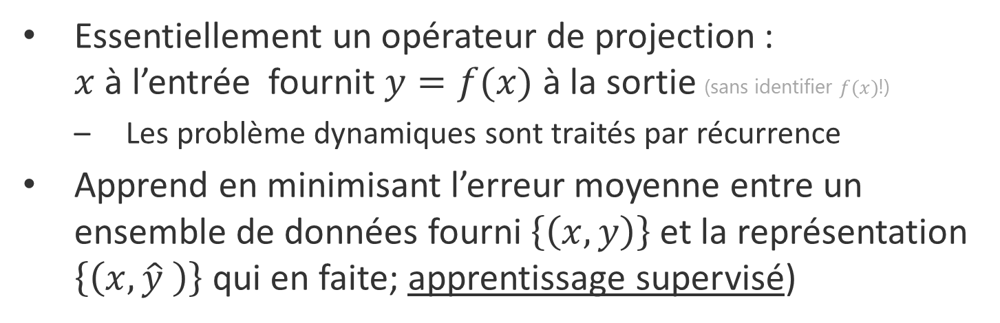 • Essentiellement un opérateur de projection :
x à l’entrée fournit y = f(x) à la sortie (sans identifier f(x)!)
– Les problème dynamiques sont traités par récurrence
• Apprend en minimisant l’erreur moyenne entre un
ensemble de données fourni {(x, y)} et la représentation
{(x, ŷ )} qui en faite; apprentissage supervisé)